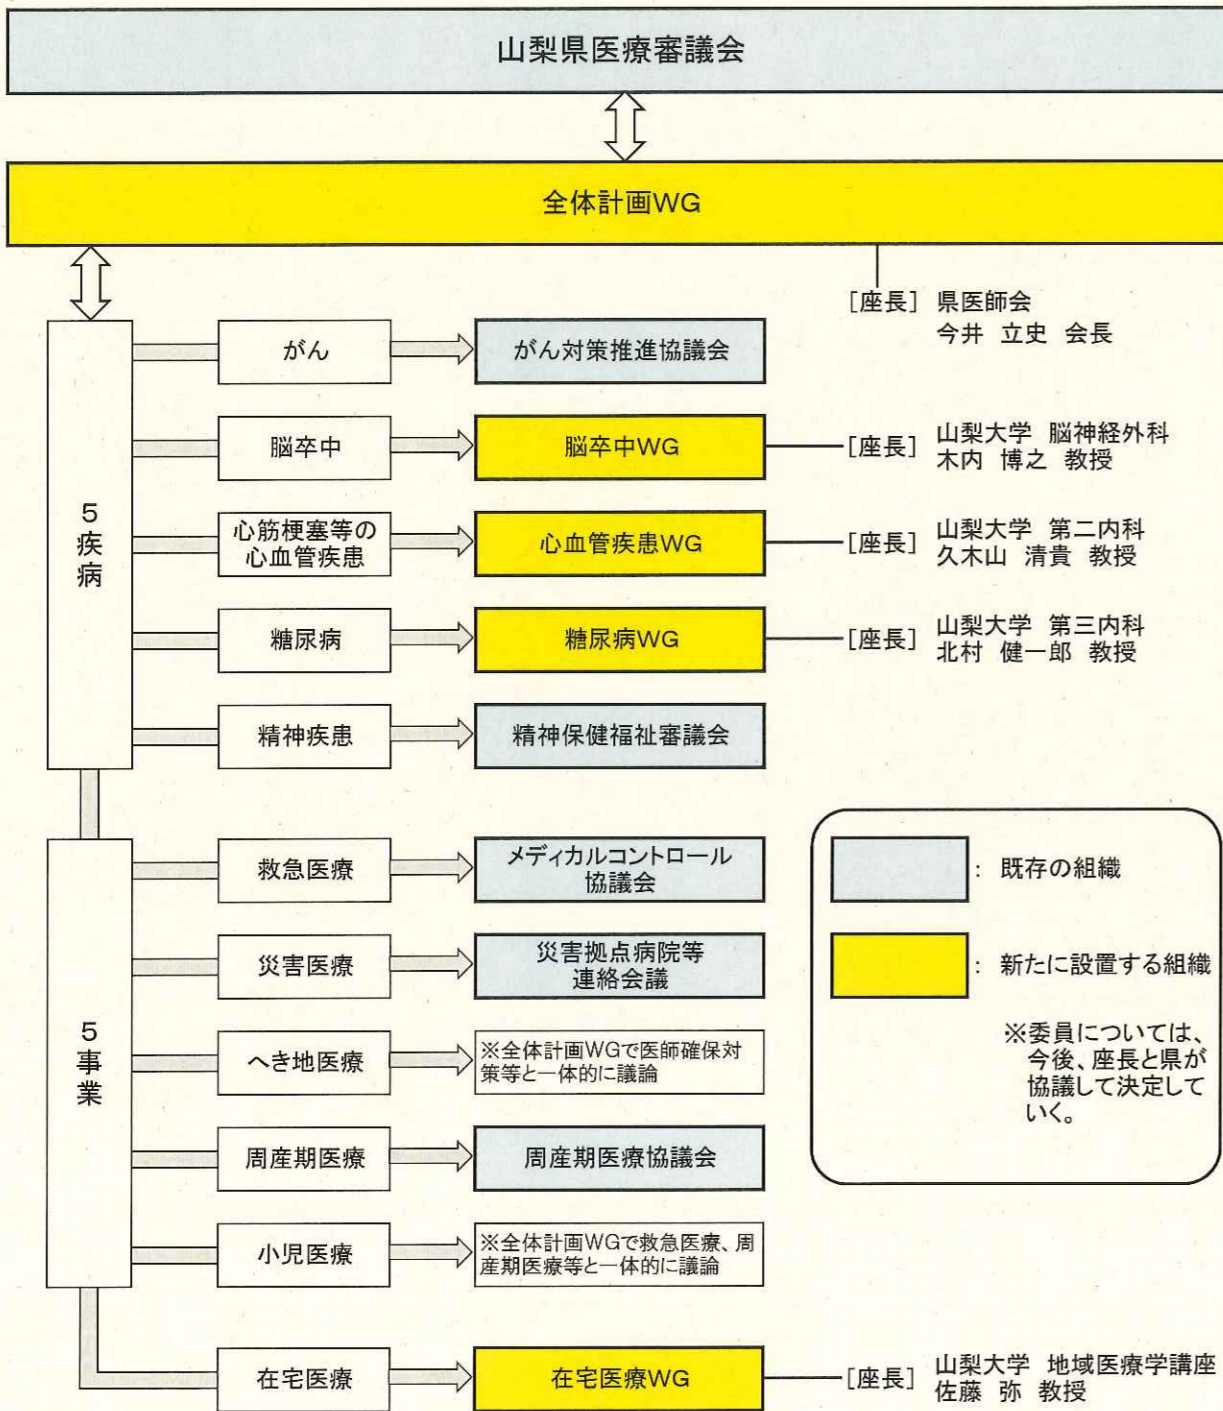 山梨県医療審議会
全体計画WG
[座長] 県医師会
今井 立史 会長
5疾病
がん
がん対策推進協議会
脳卒中
脳卒中WG
[座長] 山梨大学 脳神経外科
木内 博之 教授
心筋梗塞等の
心血管疾患
心血管疾患WG
[座長] 山梨大学 第二内科
久木山 清貴 教授
糖尿病
糖尿病WG
[座長] 山梨大学 第三内科
北村 健一郎 教授
精神疾患
精神保健福祉審議会
5事業
救急医療
メディカルコントロール
協議会
災害医療
災害拠点病院等
連絡会議
へき地医療
※全体計画WGで医師確保対
策等と一体的に議論
周産期医療
周産期医療協議会
小児医療
※全体計画WGで救急医療、周
産期医療等と一体的に議論
在宅医療
在宅医療WG
[座長] 山梨大学 地域医療学講座
佐藤 弥 教授
: 既存の組織
: 新たに設置する組織
※委員については、
今後、座長と県が
協議して決定して
いく。